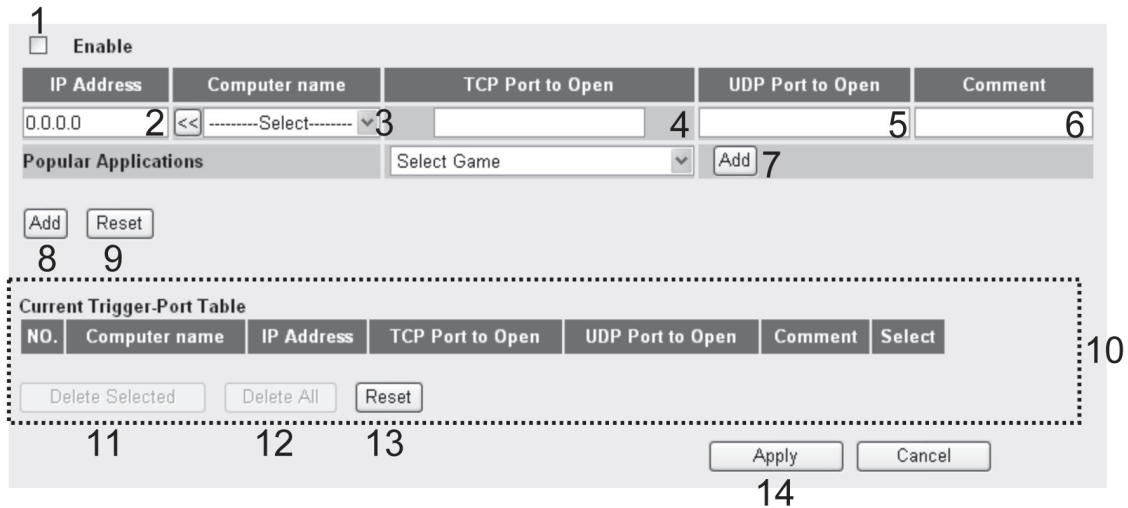 1
Enable
IP Address Computer name TCP Port to Open UDP Port to Open Comment
0.0.0.0 2 << ---------Select-------- 3 4 5 6
Popular Applications Select Game Add 7
Add Reset
8 9
Current Trigger-Port Table
NO. Computer name IP Address TCP Port to Open UDP Port to Open Comment Select
10
Delete Selected Delete All Reset
11 12 13
Apply Cancel
14